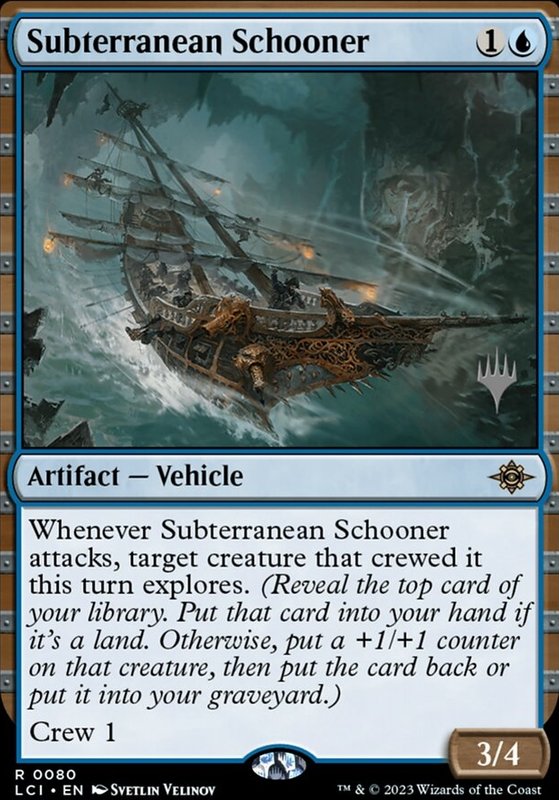 Subterranean Schooner 1
Artifact — Vehicle
Whenever Subterranean Schooner
attacks, target creature that crewed it
this turn explores. (Reveal the top card of
your library. Put that card into your hand if
it's a land. Otherwise, put a +1/+1 counter
on that creature, then put the card back or
put it into your graveyard.)
Crew 1
3/4
R 0080
LCI • EN Svetlin Velinov
™ & © 2023 Wizards of the Coast